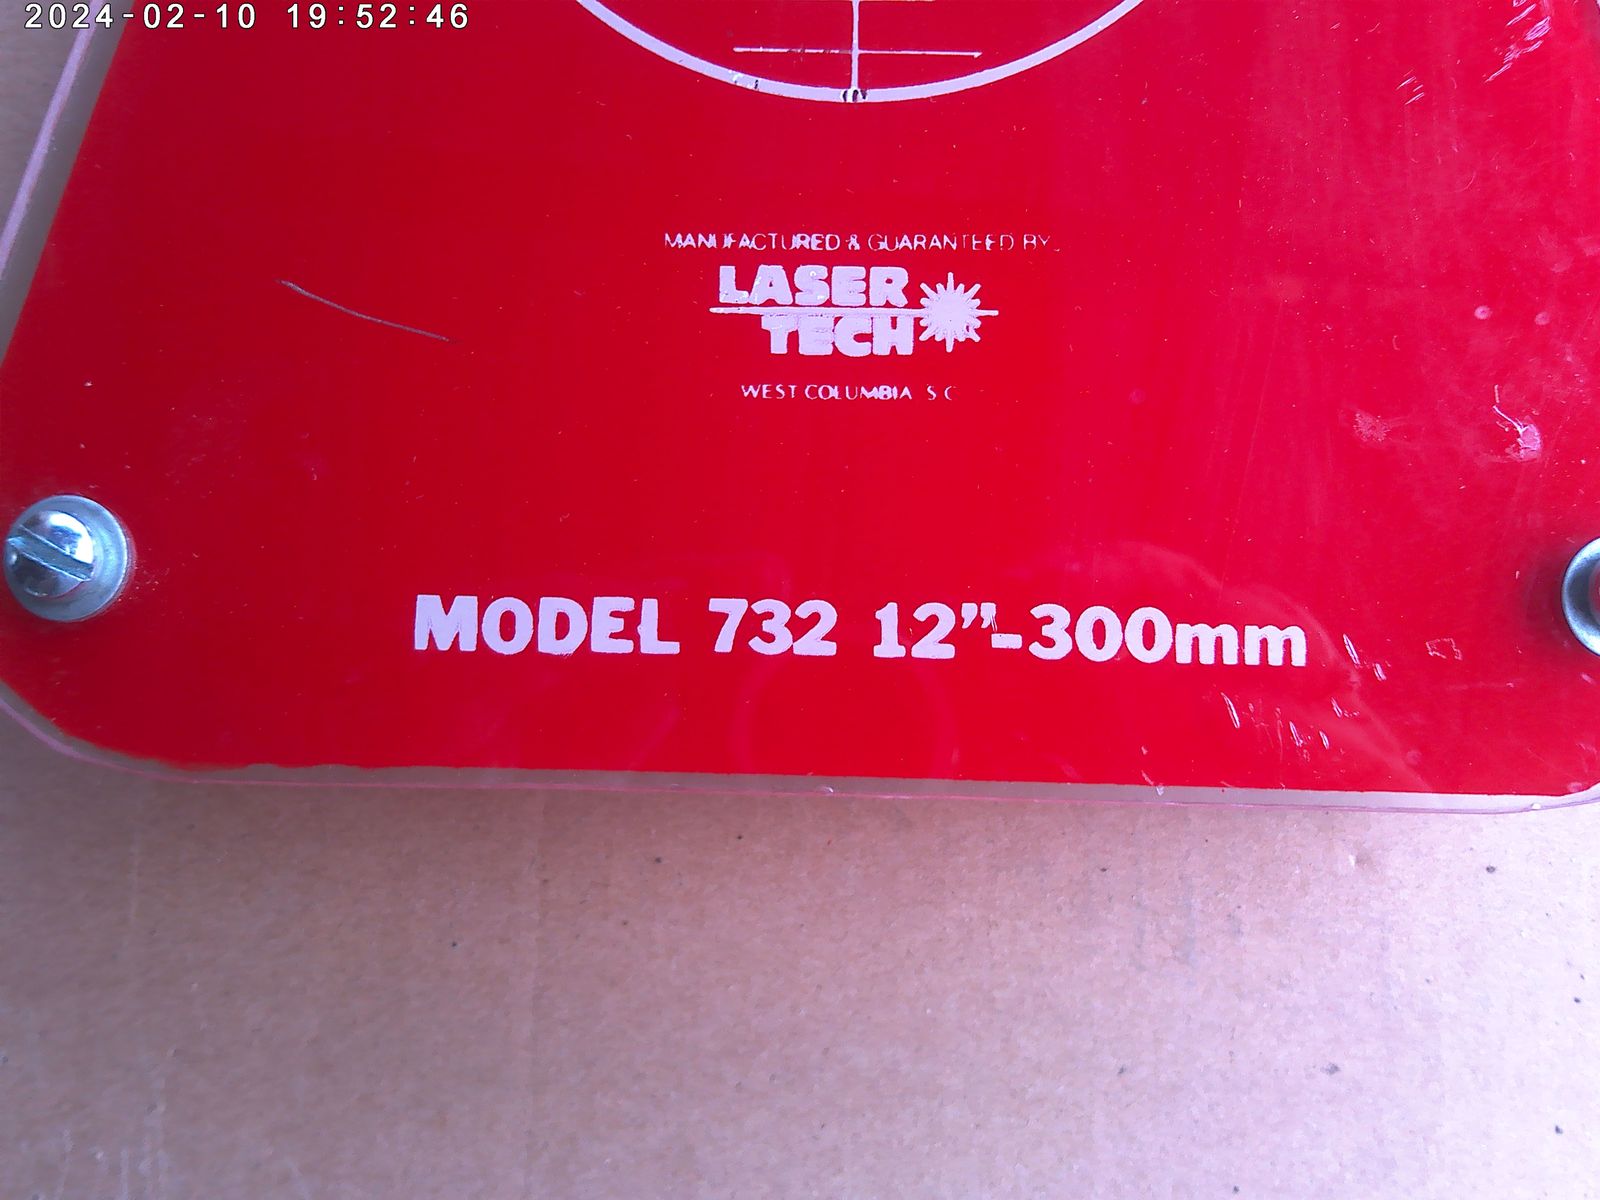 2024-02-10 19:52:46
MANUFACTURED & GUARANTEED BY
LASER
TECH
WEST COLUMBIA S C
MODEL 732 12"-300mm